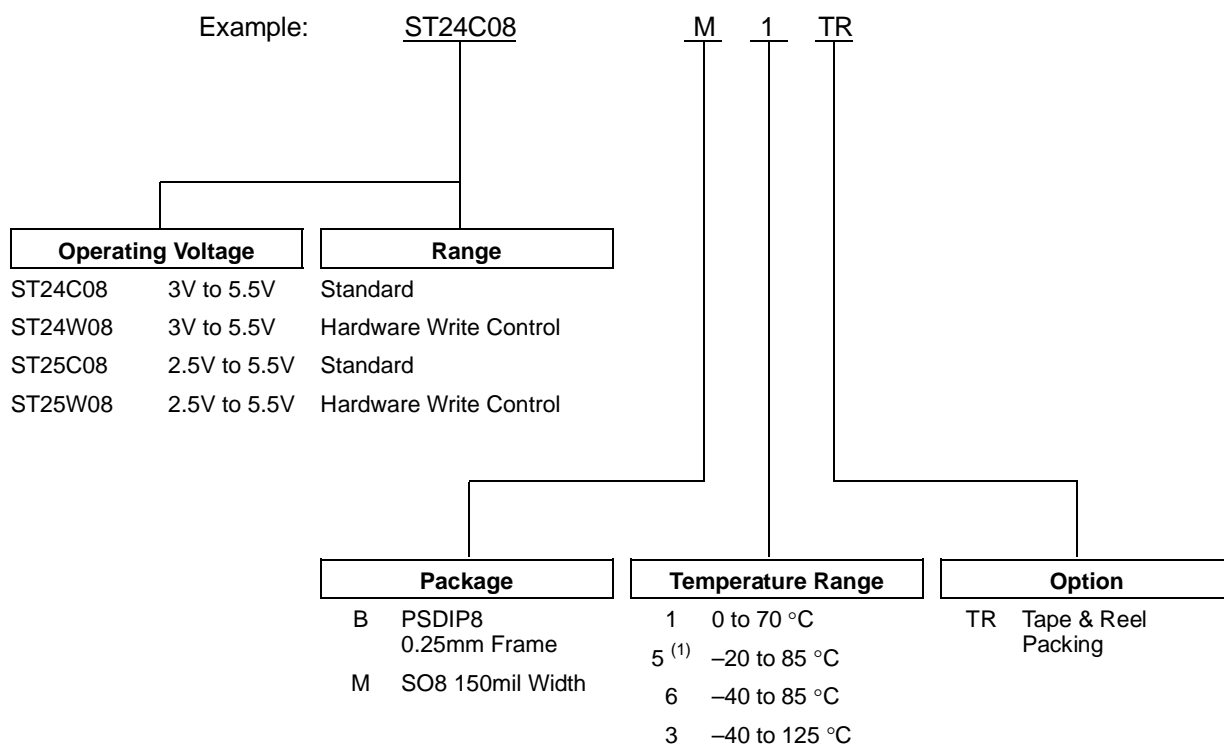 Example: ST24C08 M 1 TR
Operating Voltage Range
ST24C08 3V to 5.5V Standard
ST24W08 3V to 5.5V Hardware Write Control
ST25C08 2.5V to 5.5V Standard
ST25W08 2.5V to 5.5V Hardware Write Control
Package
B PSDIP8
0.25mm Frame
M SO8 150mil Width
Temperature Range
1 0 to 70 °C
5 (1) –20 to 85 °C
6 –40 to 85 °C
3 –40 to 125 °C
Option
TR Tape & Reel
Packing